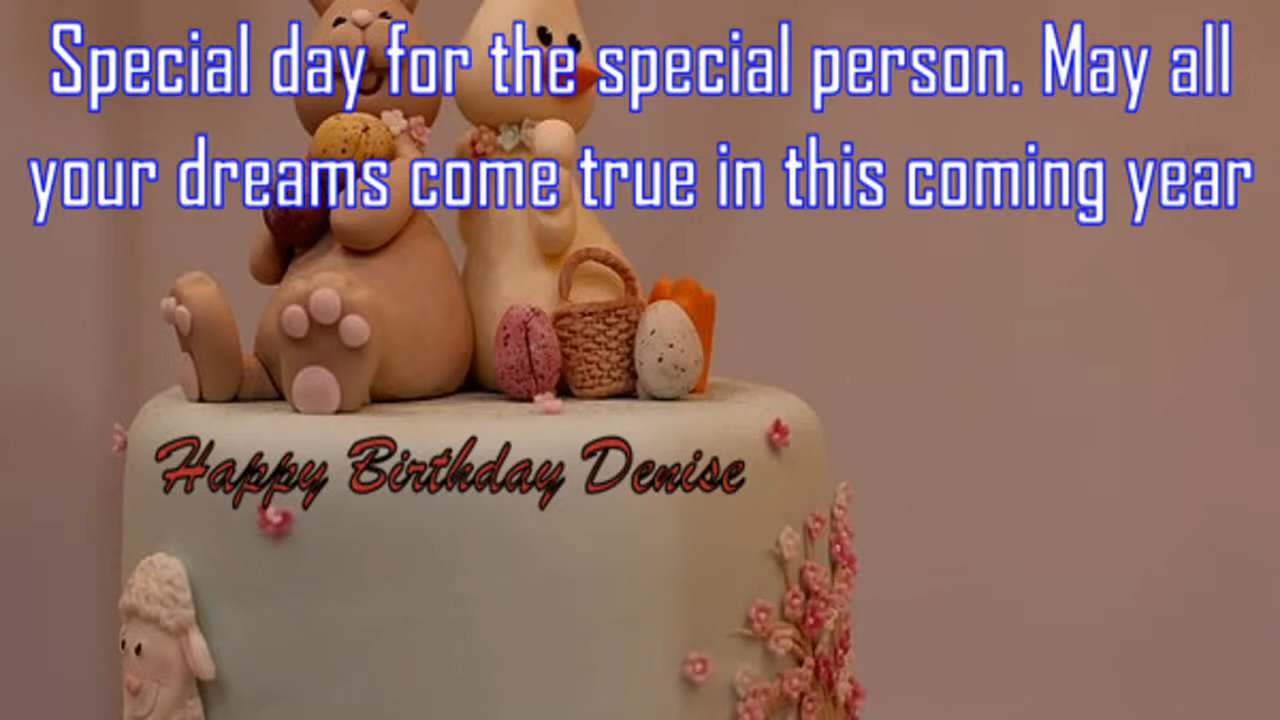 Special day for the special person. May all
your dreams come true in this coming year
Happy Birthday Denise